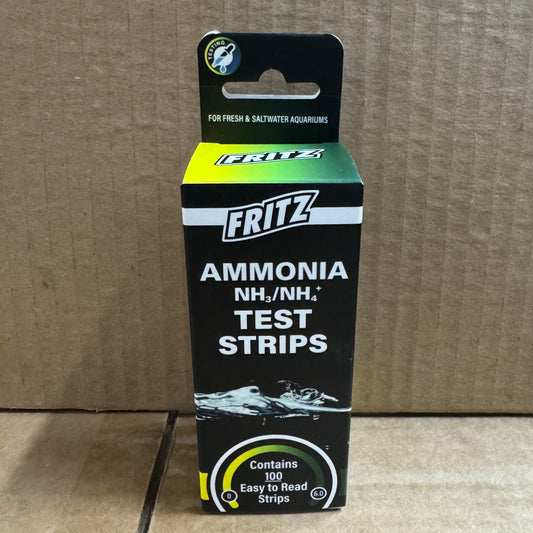 TESTING
FOR FRESH & SALTWATER AQUARIUMS
FRITZ
FRITZ
AMMONIA
NH₃/NH₄⁺
TEST
STRIPS
Contains
100
Easy to Read
Strips
0
6.0